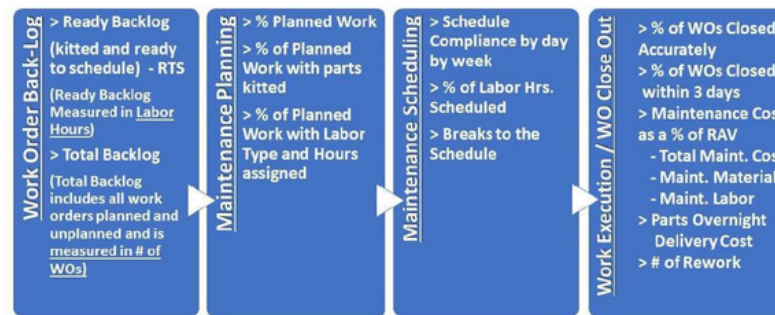 Work Order Back-Log
> Ready Backlog
(kitted and ready
to schedule) - RTS
(Ready Backlog
Measured in Labor
Hours)
> Total Backlog
(Total Backlog
includes all work
orders planned and
unplanned and is
measured in # of
WOs)
Maintenance Planning
> % Planned Work
> % of Planned
Work with parts
kitted
> % of Planned
Work with Labor
Type and Hours
assigned
Maintenance Scheduling
> Schedule
Compliance by day
by week
> % of Labor Hrs.
Scheduled
> Breaks to the
Schedule
Work Execution / WO Close Out
> % of WOs Closed
Accurately
> % of WOs Closed
within 3 days
> Maintenance Cos
as a % of RAV
- Total Maint. Cos
- Maint. Material
- Maint. Labor
> Parts Overnight
Delivery Cost
> # of Rework